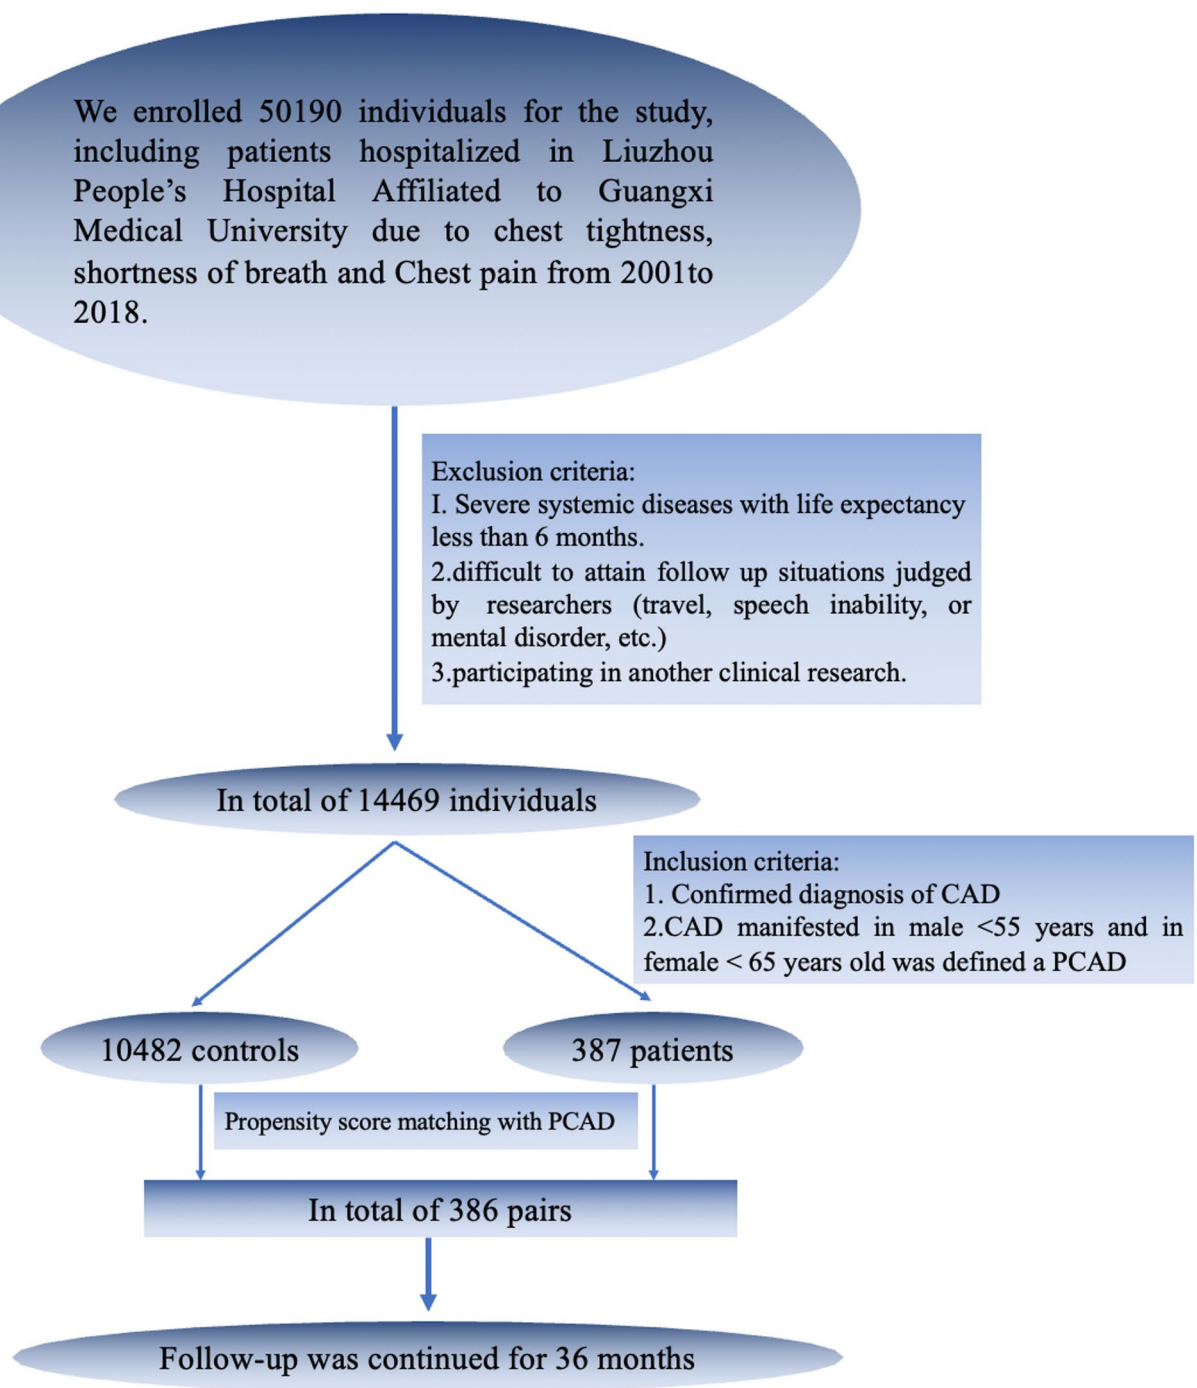 We enrolled 50190 individuals for the study,
including patients hospitalized in Liuzhou
People’s Hospital Affiliated to Guangxi
Medical University due to chest tightness,
shortness of breath and Chest pain from 2001to
2018.
Exclusion criteria:
I. Severe systemic diseases with life expectancy
less than 6 months.
2.difficult to attain follow up situations judged
by researchers (travel, speech inability, or
mental disorder, etc.)
3.participating in another clinical research.
In total of 14469 individuals
Inclusion criteria:
1. Confirmed diagnosis of CAD
2.CAD manifested in male <55 years and in
female < 65 years old was defined a PCAD
10482 controls
387 patients
Propensity score matching with PCAD
In total of 386 pairs
Follow-up was continued for 36 months